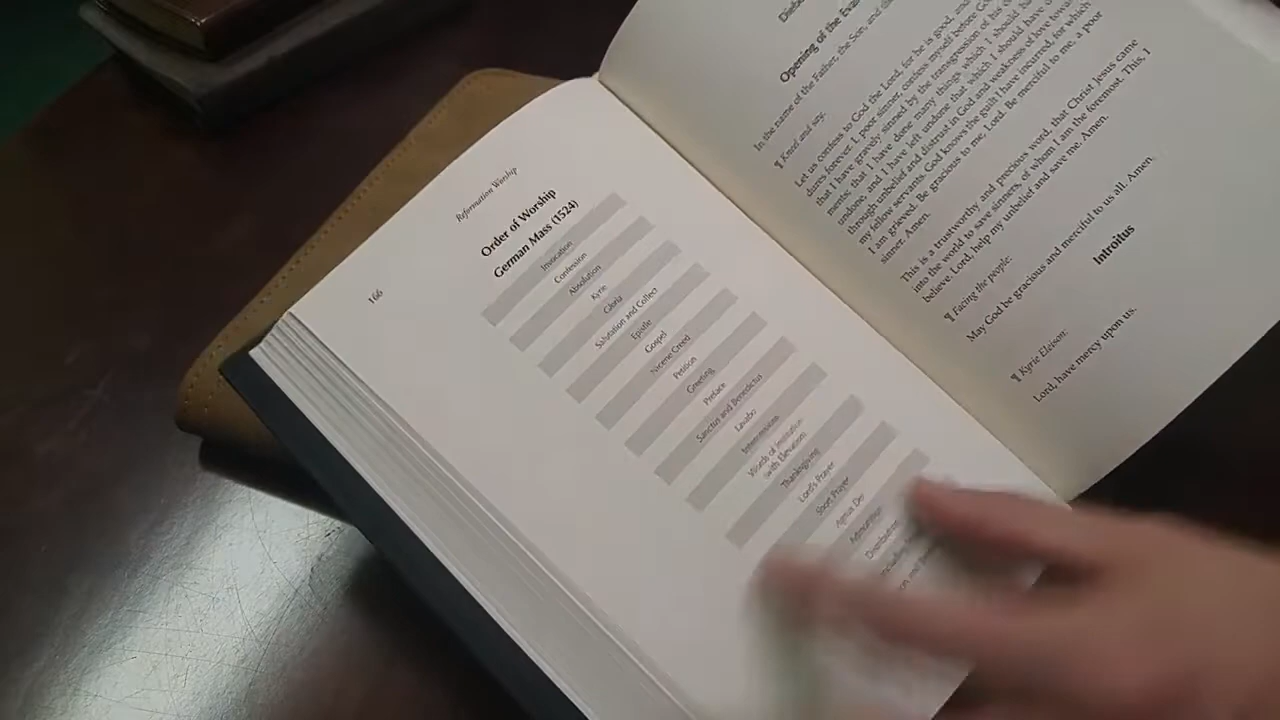 166
Reformation Worship
Order of Worship
German Mass (1524)
Invocation
Confession
Absolution
Kyrie
Gloria
Salutation and Collect
Epistle
Gospel
Nicene Creed
Petition
Greeting
Preface
Sanctus and Benedictus
Lavabo
Intercessions
Words of Institution
(with Elevation)
Thanksgiving
Lord's Prayer
Short Prayer
Agnus Dei
Admonition
Distribution
Opening of the
In the name of the Father, the Son, and
¶ Kneel and say:
Let us confess to God the Lord, for he is good, and
dures forever. I, poor sinner, confess myself before
that I have gravely sinned by the transgression of his
ments; that I have done many things which I should
undone, and I have left undone that which I should have
through unbelief and distrust in God and weakness of love
my fellow servants. God knows the guilt I have incurred, for which
I am grieved. Be gracious to me, Lord. Be merciful to me, a poor
sinner. Amen.
This is a trustworthy and precious word, that Christ Jesus came
into the world to save sinners, of whom I am the foremost. This, I
believe. Lord, help my unbelief and save me. Amen.
¶ Facing the people:
May God be gracious and merciful to us all. Amen.
Introitus
¶ Kyrie Eleison:
Lord, have mercy upon us.